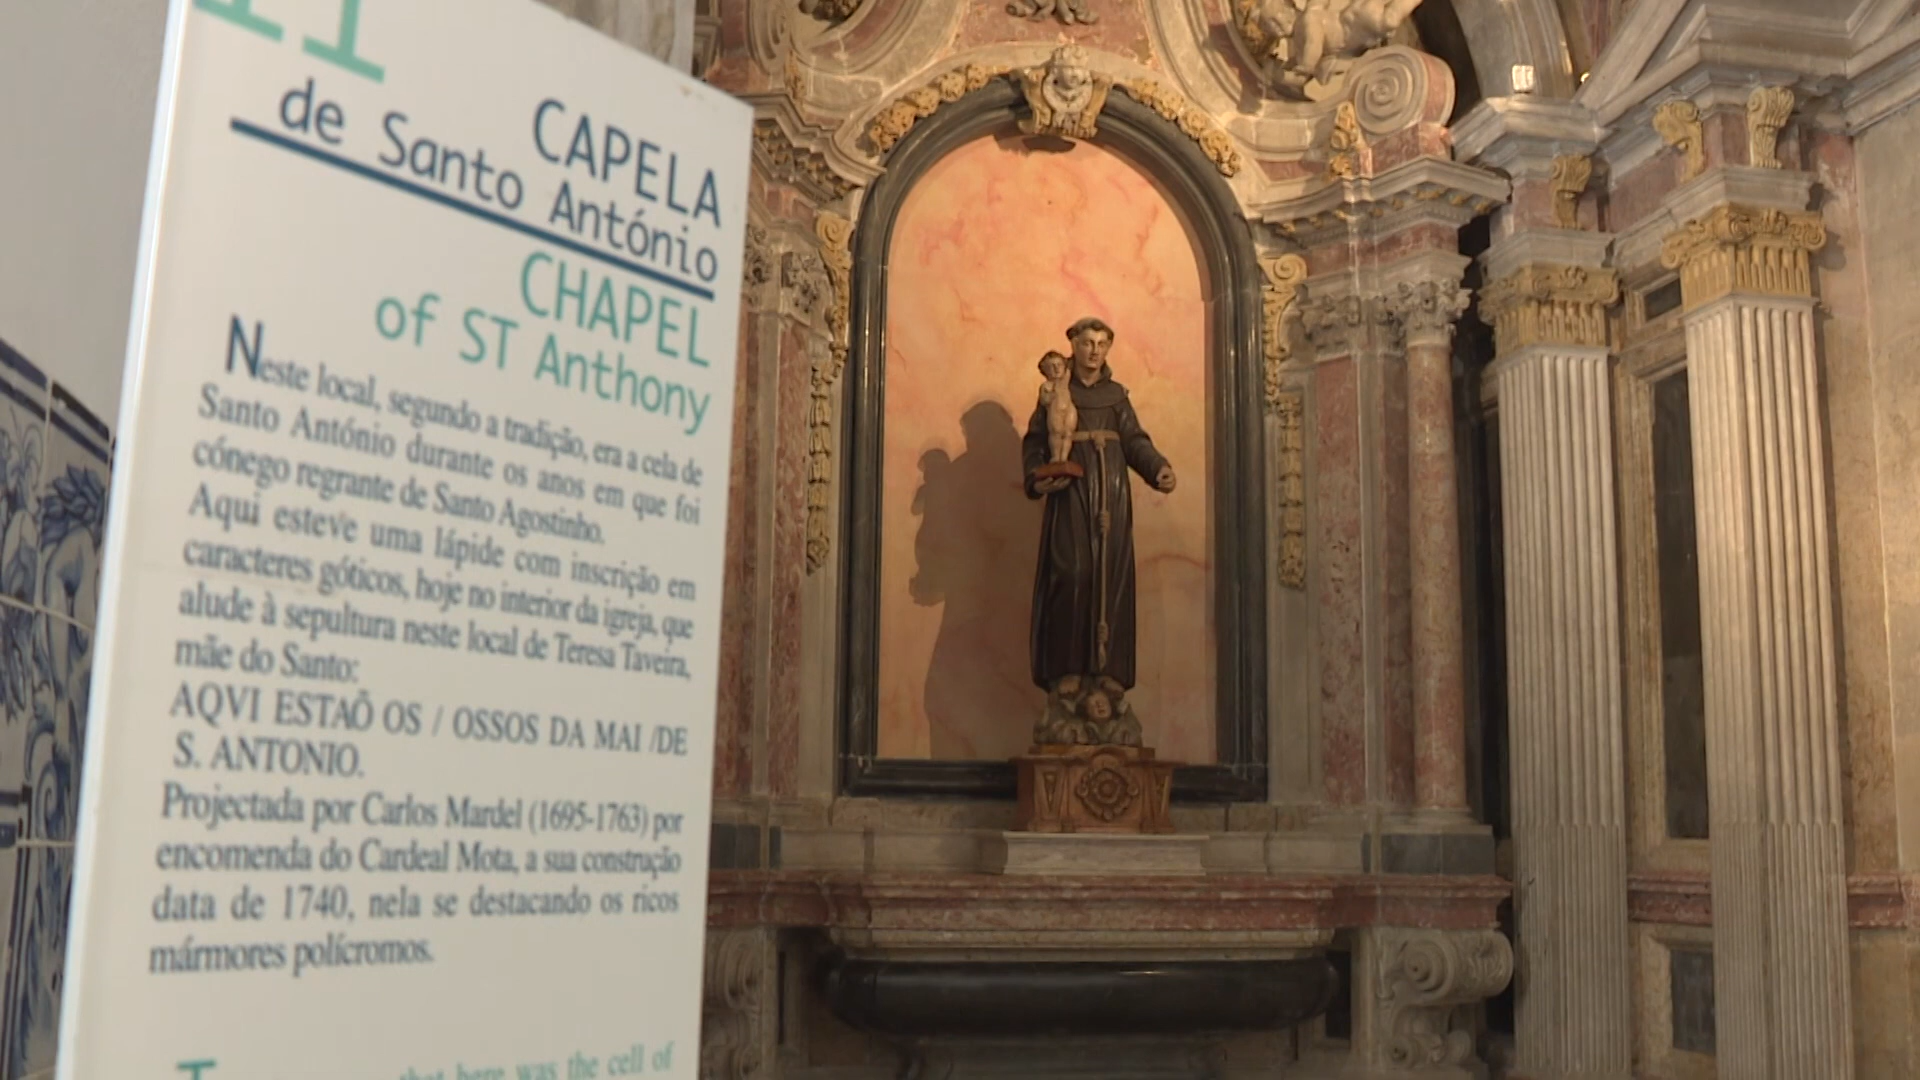 CAPELA
de Santo António
CHAPEL
of ST Anthony
Neste local, segundo a tradição, era a cela de
Santo António durante os anos em que foi
cónego regrante de Santo Agostinho.
Aqui esteve uma lápide com inscrição em
caracteres góticos, hoje no interior da igreja, que
alude à sepultura neste local de Teresa Taveira,
mãe do Santo:
AQVI ESTAÕ OS / OSSOS DA MAI /DE
S. ANTONIO.
Projectada por Carlos Mardel (1695-1763) por
encomenda do Cardeal Mota, a sua construção
data de 1740, nela se destacando os ricos
mármores polícromos.
that here was the cell of